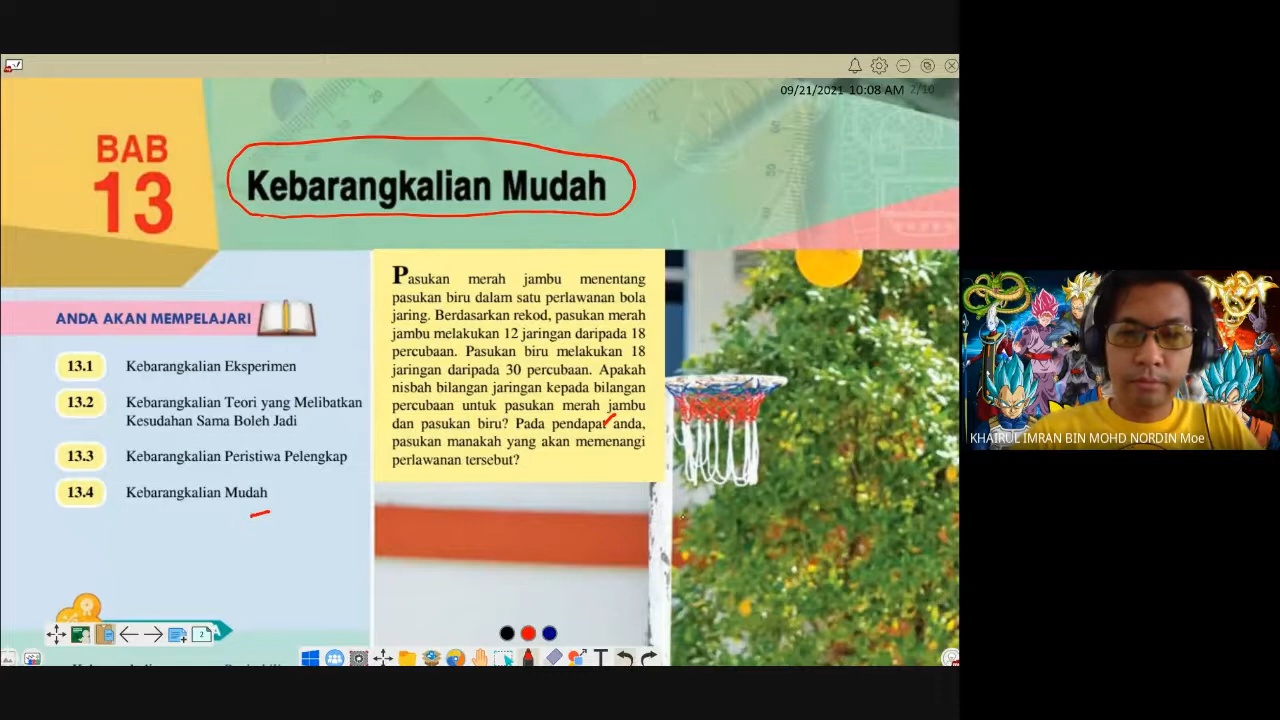 09/21/2021 10:08 AM 2/10
BAB
13
Kebarangkalian Mudah
ANDA AKAN MEMPELAJARI
13.1 Kebarangkalian Eksperimen
13.2 Kebarangkalian Teori yang Melibatkan
Kesudahan Sama Boleh Jadi
13.3 Kebarangkalian Peristiwa Pelengkap
13.4 Kebarangkalian Mudah
Pasukan merah jambu menentang
pasukan biru dalam satu perlawanan bola
jaring. Berdasarkan rekod, pasukan merah
jambu melakukan 12 jaringan daripada 18
percubaan. Pasukan biru melakukan 18
jaringan daripada 30 percubaan. Apakah
nisbah bilangan jaringan kepada bilangan
percubaan untuk pasukan merah jambu
dan pasukan biru? Pada pendapat anda,
pasukan manakah yang akan memenangi
perlawanan tersebut?
KHAIRUL IMRAN BIN MOHD NORDIN Moe
2
T